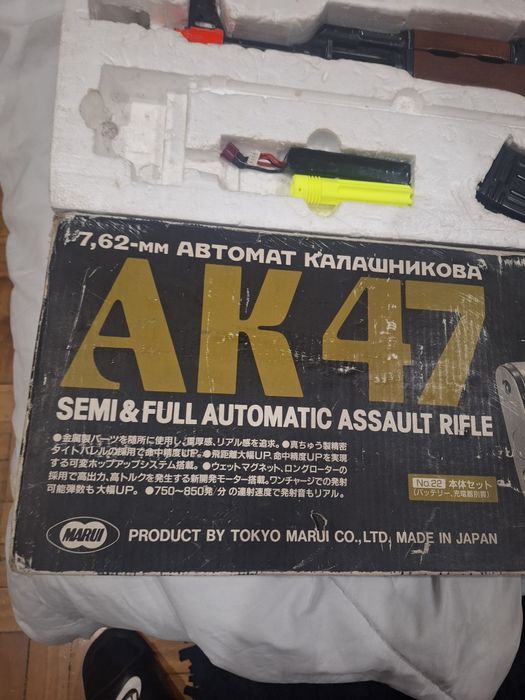 7,62-мм АВТОМАТ КАЛАШНИКОВА
AK 47
SEMI & FULL AUTOMATIC ASSAULT RIFLE
●金属製パーツを随所に使用し、重厚感、リアル感を追求。●真ちゅう製精密
タイトバレルの採用で命中精度UP。●飛距離大幅UP、命中精度UPを実現
する可変ホップアップシステム搭載。●ウェットマグネット、ロングローターの
採用で高出力、高トルクを発生する新開発モーター搭載。ワンチャージでの発射
可能弾数も大幅UP。●750~850発/分の連射速度で発射音もリアル。
No.22 本体セット
(バッテリー、充電器別買)
MARUI PRODUCT BY TOKYO MARUI CO., LTD, MADE IN JAPAN